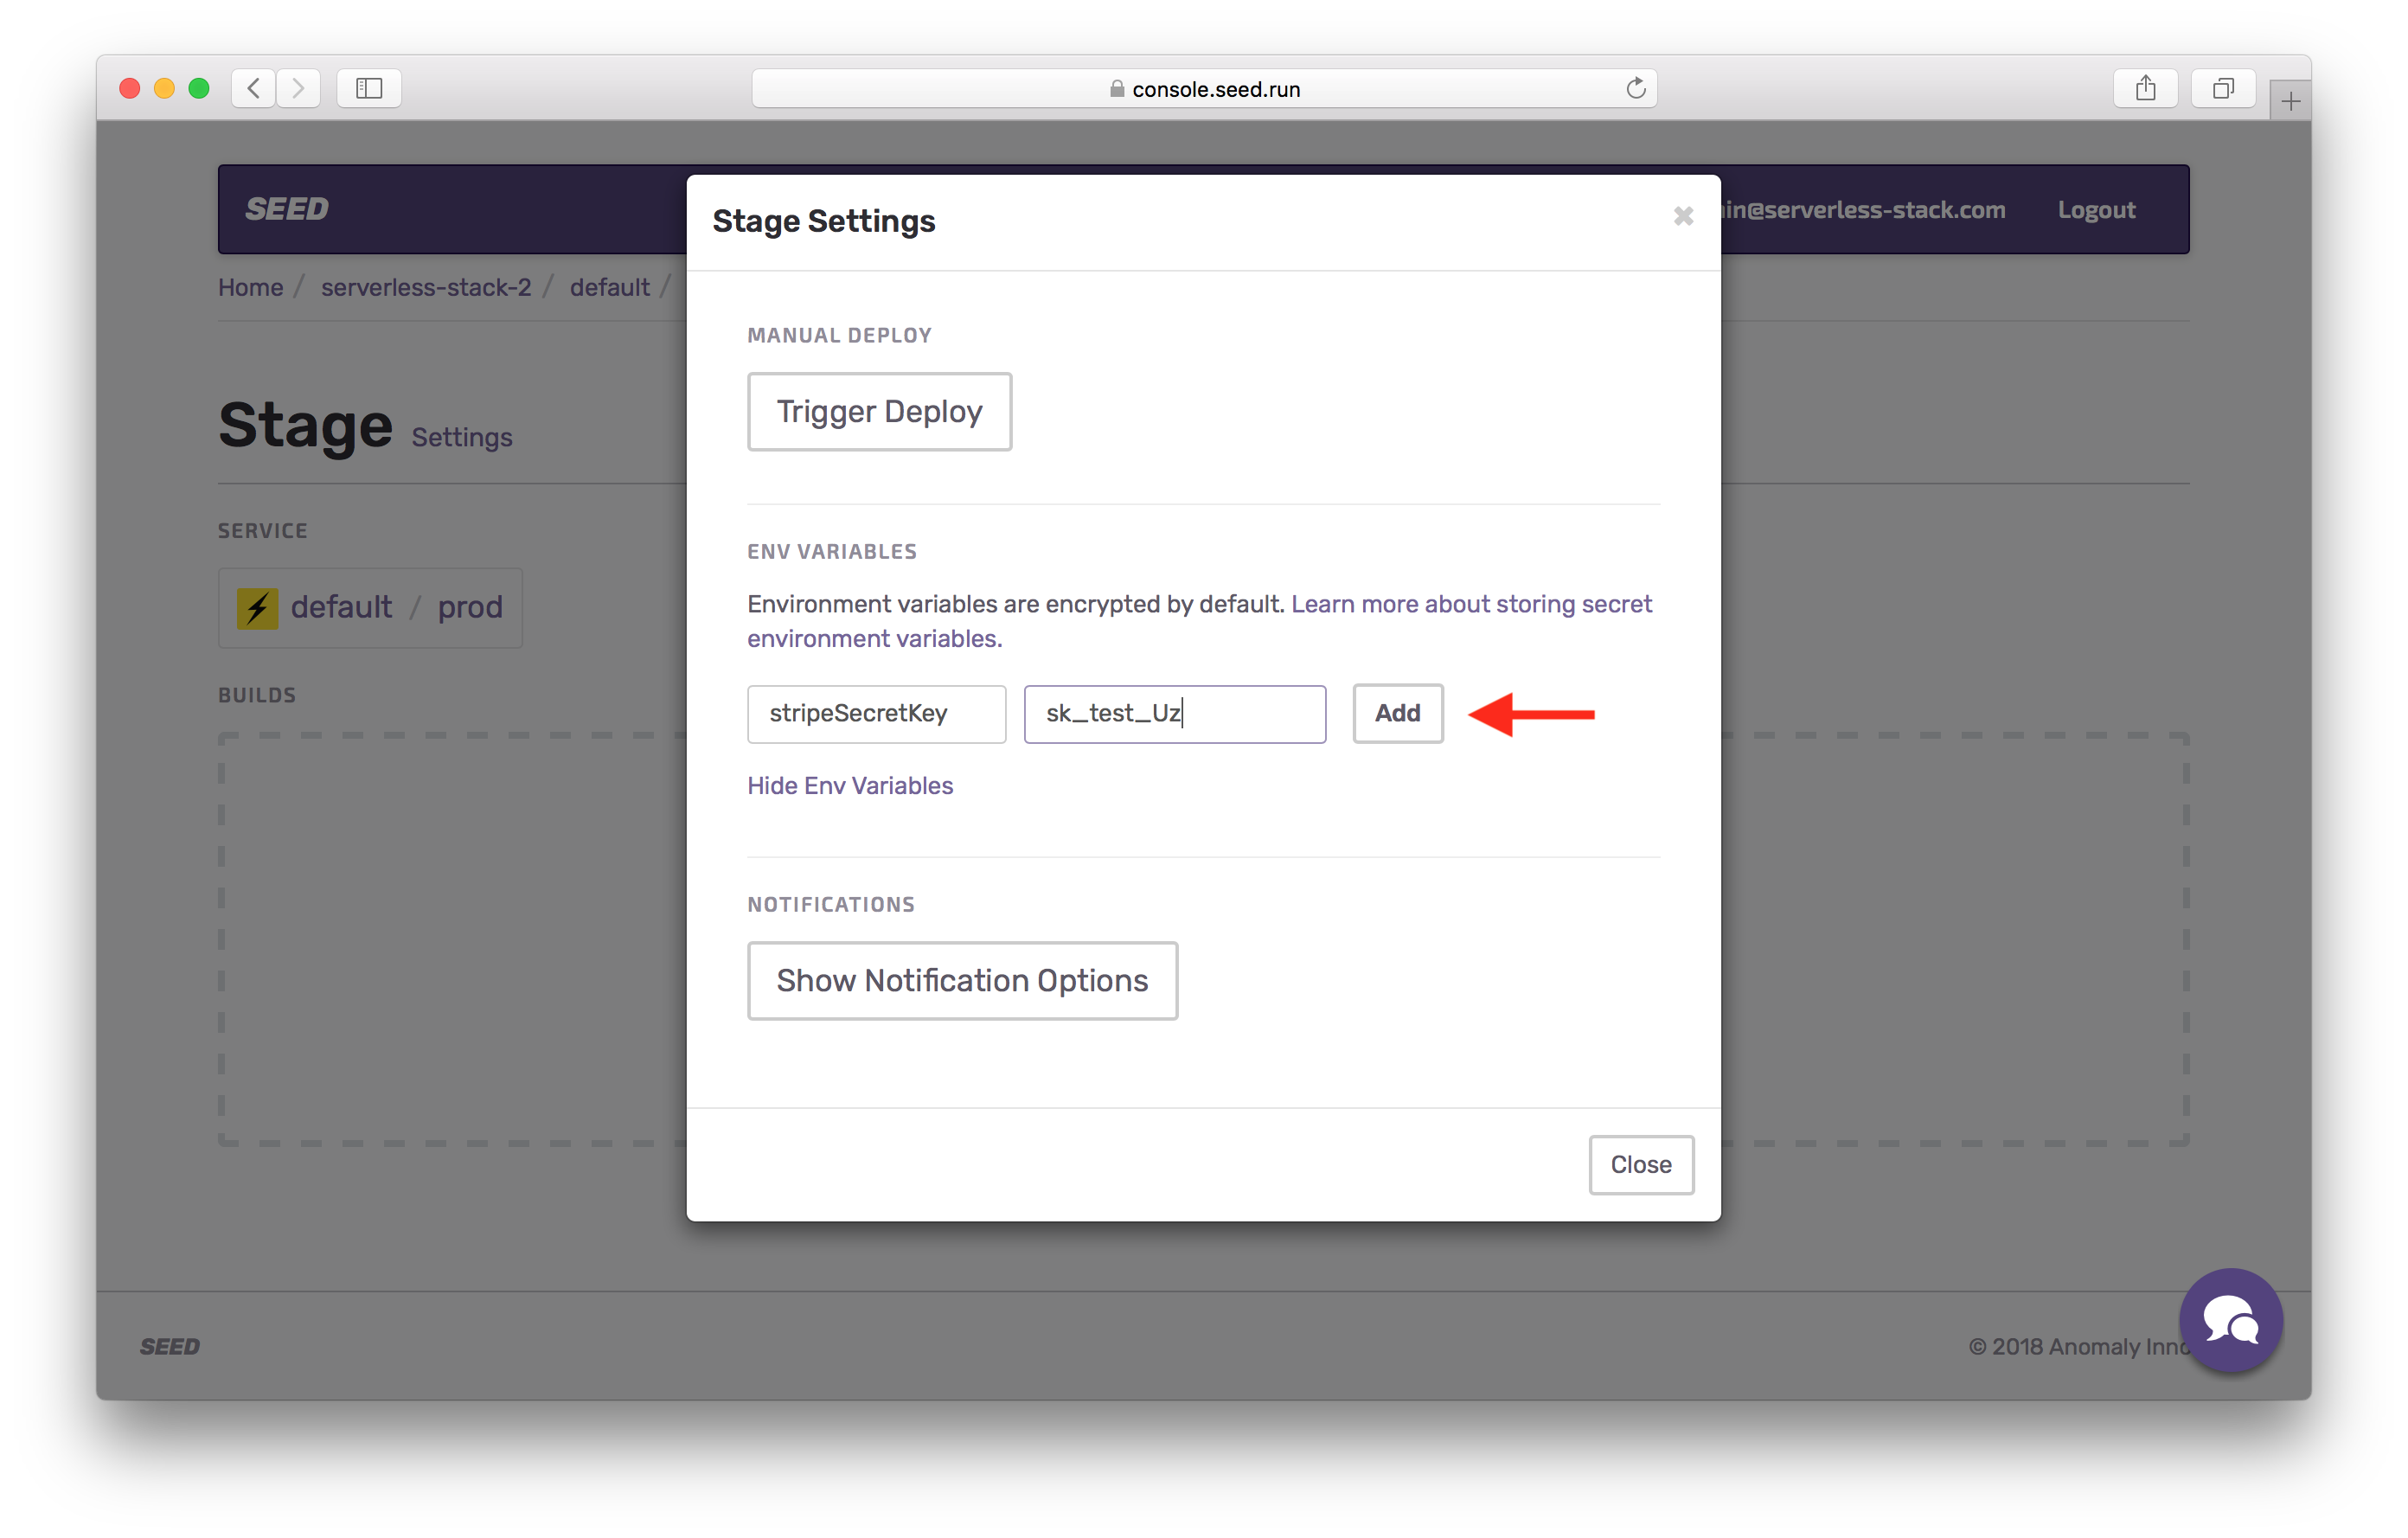 console.seed.run
SEED
in@serverless-stack.com Logout
Home / serverless-stack-2 / default /
Stage Settings
SERVICE
default / prod
BUILDS
Stage Settings
MANUAL DEPLOY
Trigger Deploy
ENV VARIABLES
Environment variables are encrypted by default. Learn more about storing secret
environment variables.
stripeSecretKey sk_test_Uz Add
Hide Env Variables
NOTIFICATIONS
Show Notification Options
Close
SEED
© 2018 Anomaly Inno